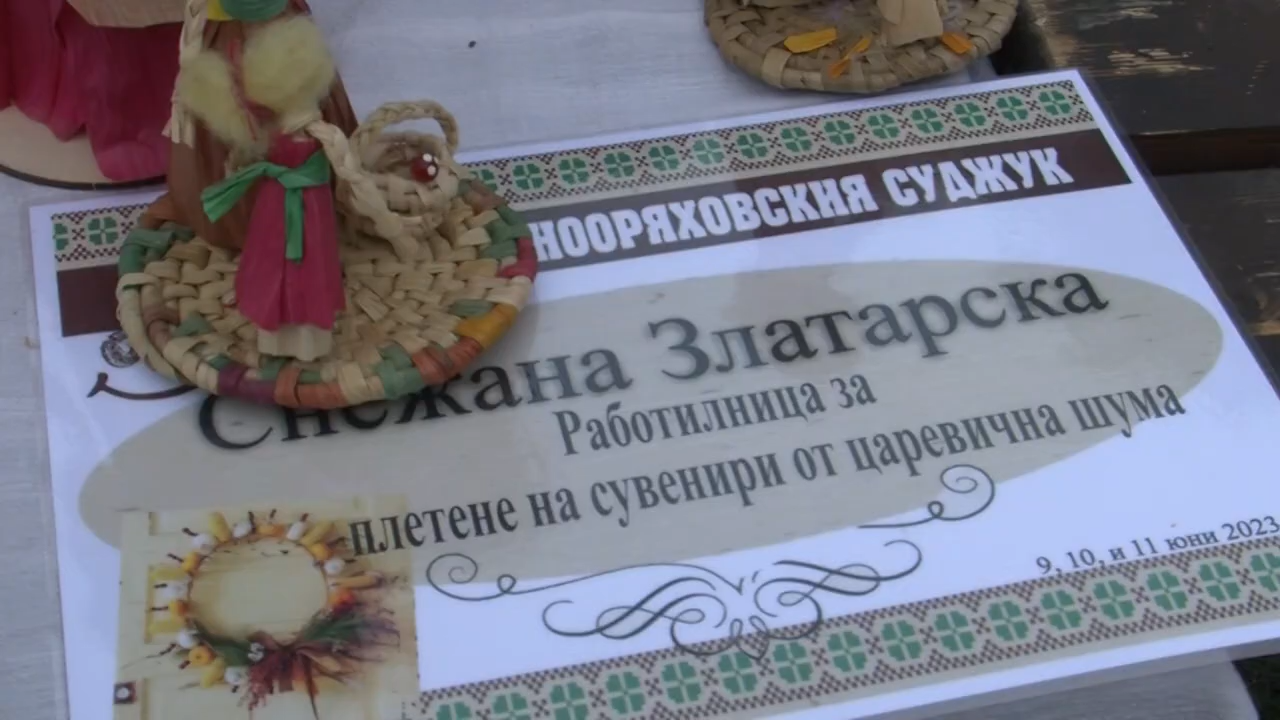 НООРЯХОВСКИЯ СУДЖУК
Снежана Златарска
Работилница за
плетене на сувенири от царевична шума
9, 10, и 11 юни 2023